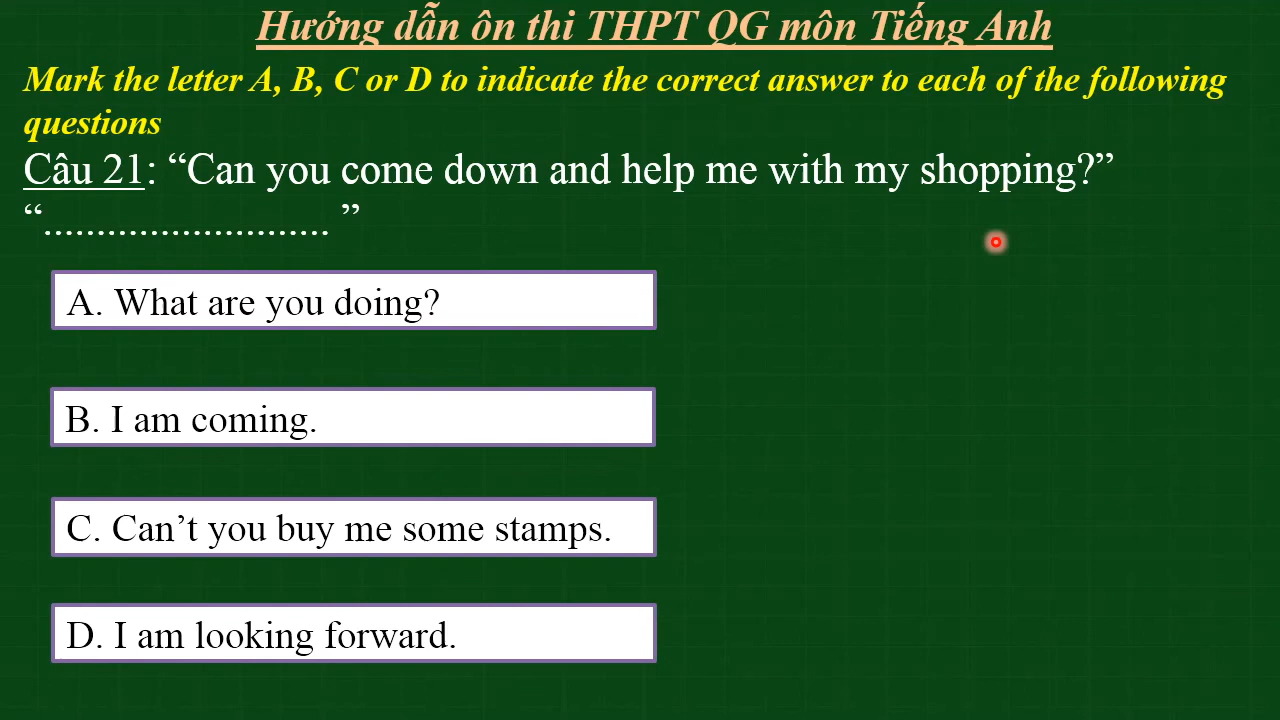 Hướng dẫn ôn thi THPT QG môn Tiếng Anh
Mark the letter A, B, C or D to indicate the correct answer to each of the following
questions
Câu 21: “Can you come down and help me with my shopping?”
“........................... ”
A. What are you doing?
B. I am coming.
C. Can’t you buy me some stamps.
D. I am looking forward.